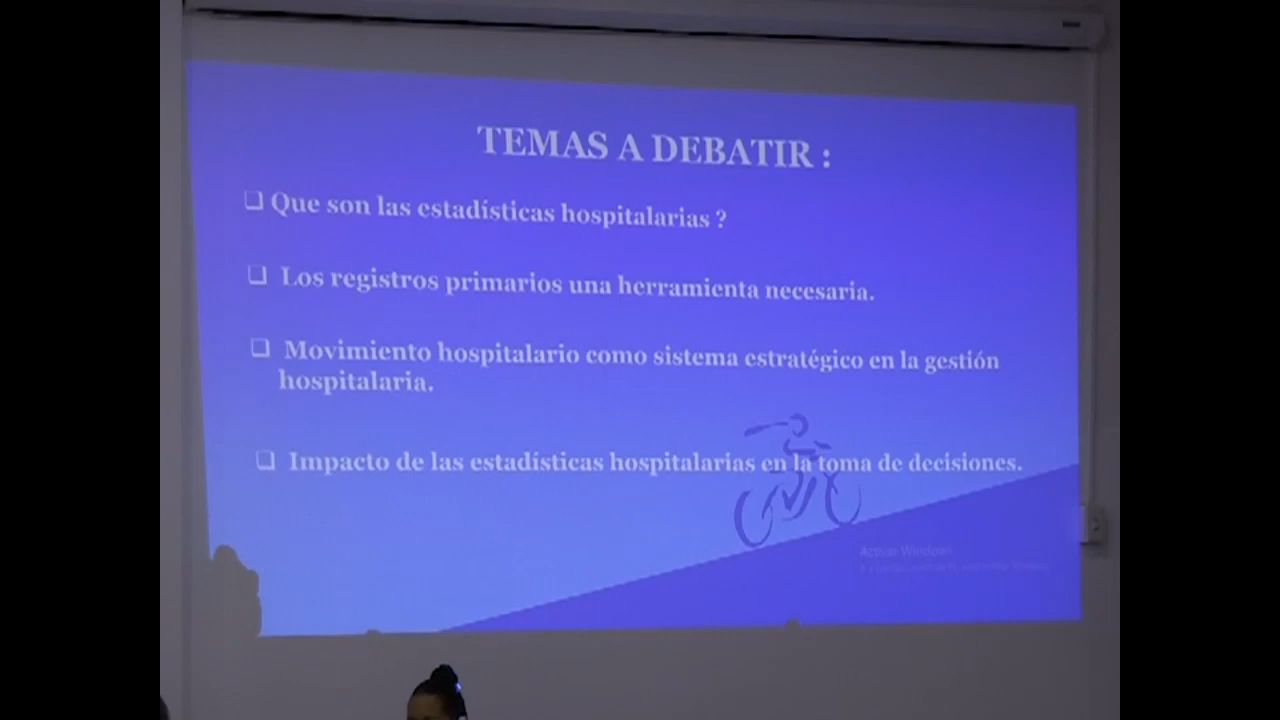 TEMAS A DEBATIR :
❑ Que son las estadísticas hospitalarias ?
❑ Los registros primarios una herramienta necesaria.
❑ Movimiento hospitalario como sistema estratégico en la gestión
hospitalaria.
❑ Impacto de las estadísticas hospitalarias en la toma de decisiones.
Activar Windows